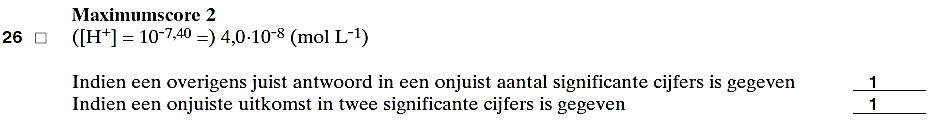 Maximumscore 2
26 □ ([H⁺] = 10⁻⁷,⁴⁰ =) 4,0·10⁻⁸ (mol L⁻¹)
Indien een overigens juist antwoord in een onjuist aantal significante cijfers is gegeven 1
Indien een onjuiste uitkomst in twee significante cijfers is gegeven 1